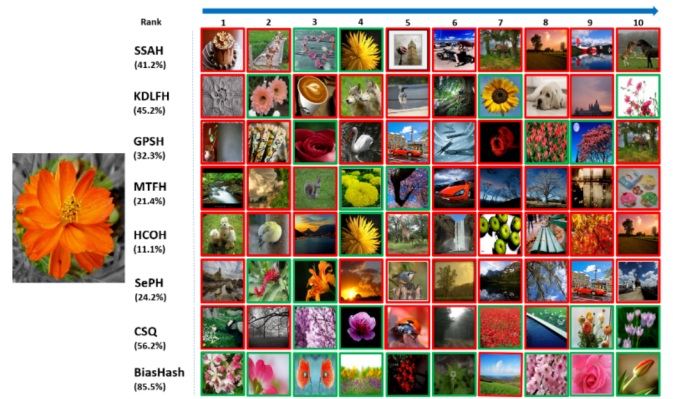 Rank 1 2 3 4 5 6 7 8 9 10
SSAH
(41.2%)
KDLFH
(45.2%)
GPSH
(32.3%)
MTFH
(21.4%)
HCOH
(11.1%)
SePH
(24.2%)
CSQ
(56.2%)
BiasHash
(85.5%)